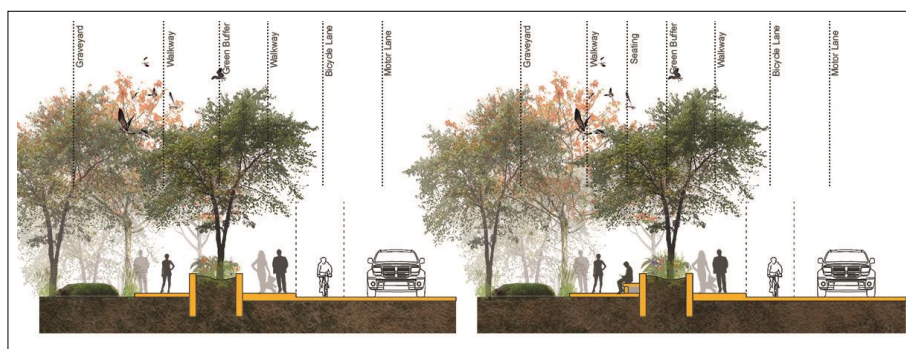 Graveyard
Walkway
Green Buffer
Walkway
Bicycle Lane
Motor Lane
Graveyard
Walkway
Seating
Green Buffer
Walkway
Bicycle Lane
Motor Lane